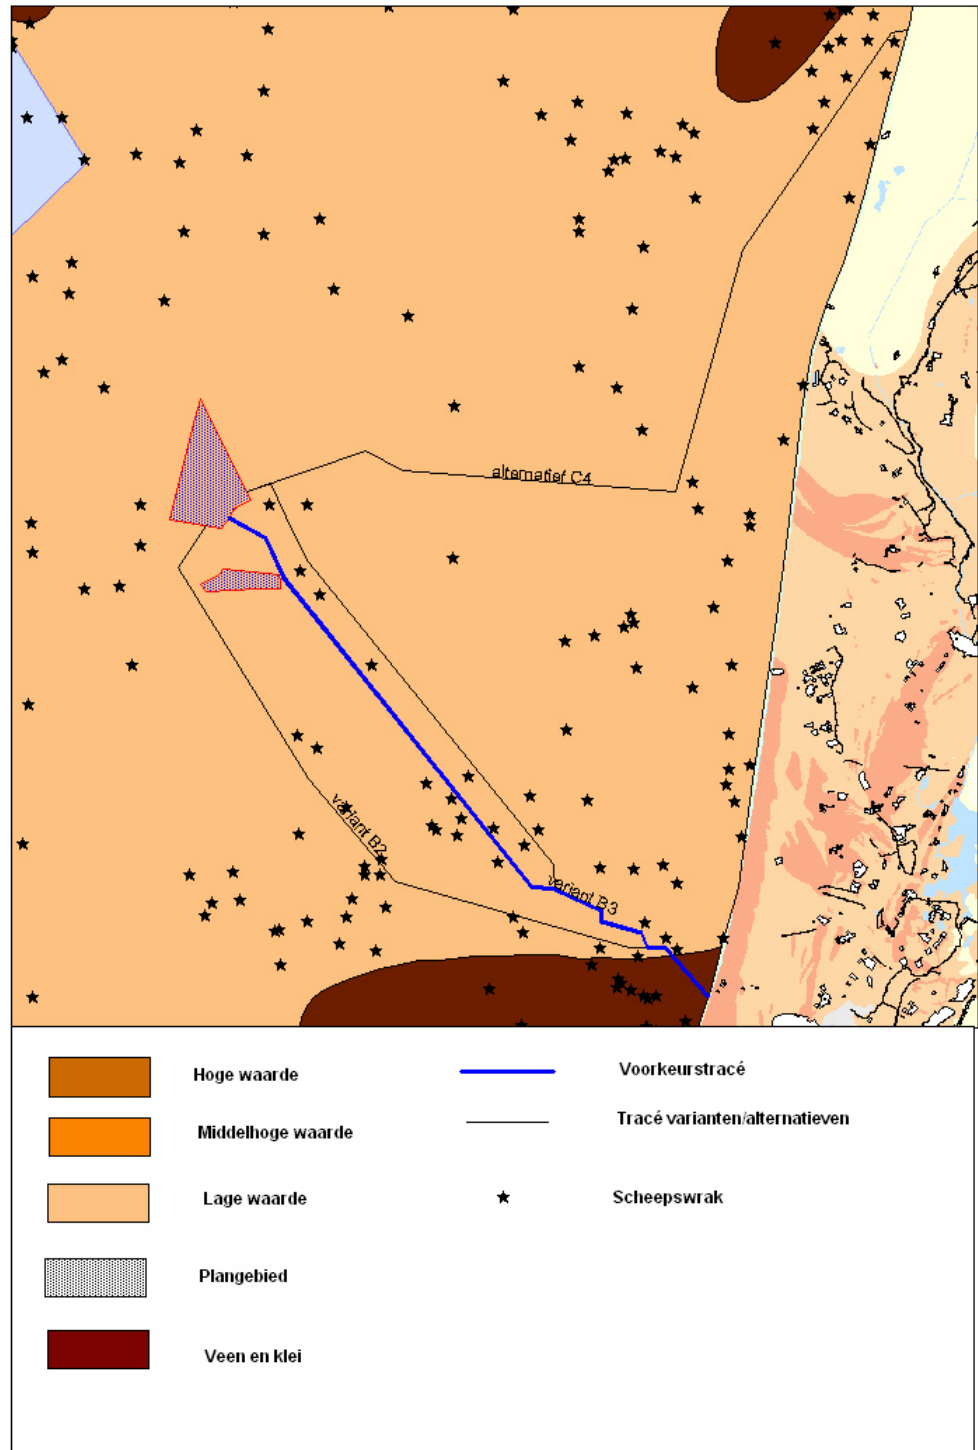 alternatief C4
variant B2
variant B3
Hoge waarde
Voorkeurstracé
Middelhoge waarde
Tracé varianten/alternatieven
Lage waarde
Scheepswrak
Plangebied
Veen en klei